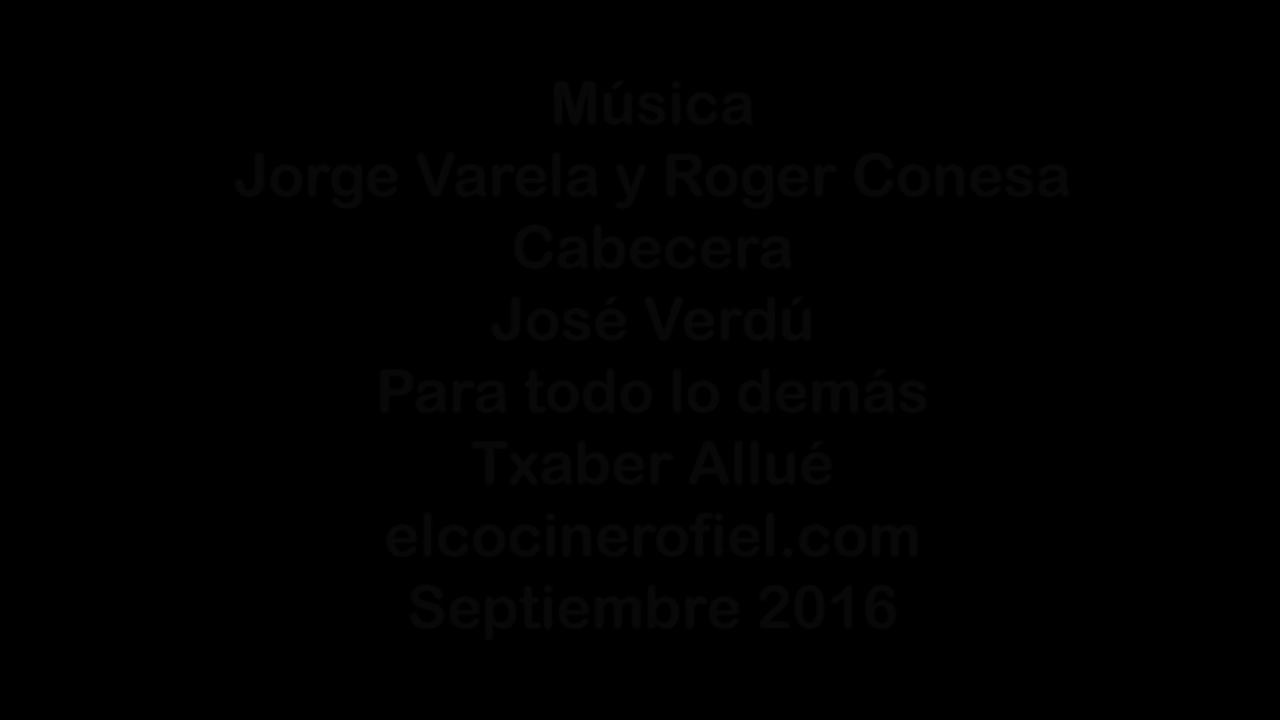 Música
Jorge Varela y Roger Conesa
Cabecera
José Verdú
Para todo lo demás
Txaber Allué
elcocinerofiel.com
Septiembre 2016